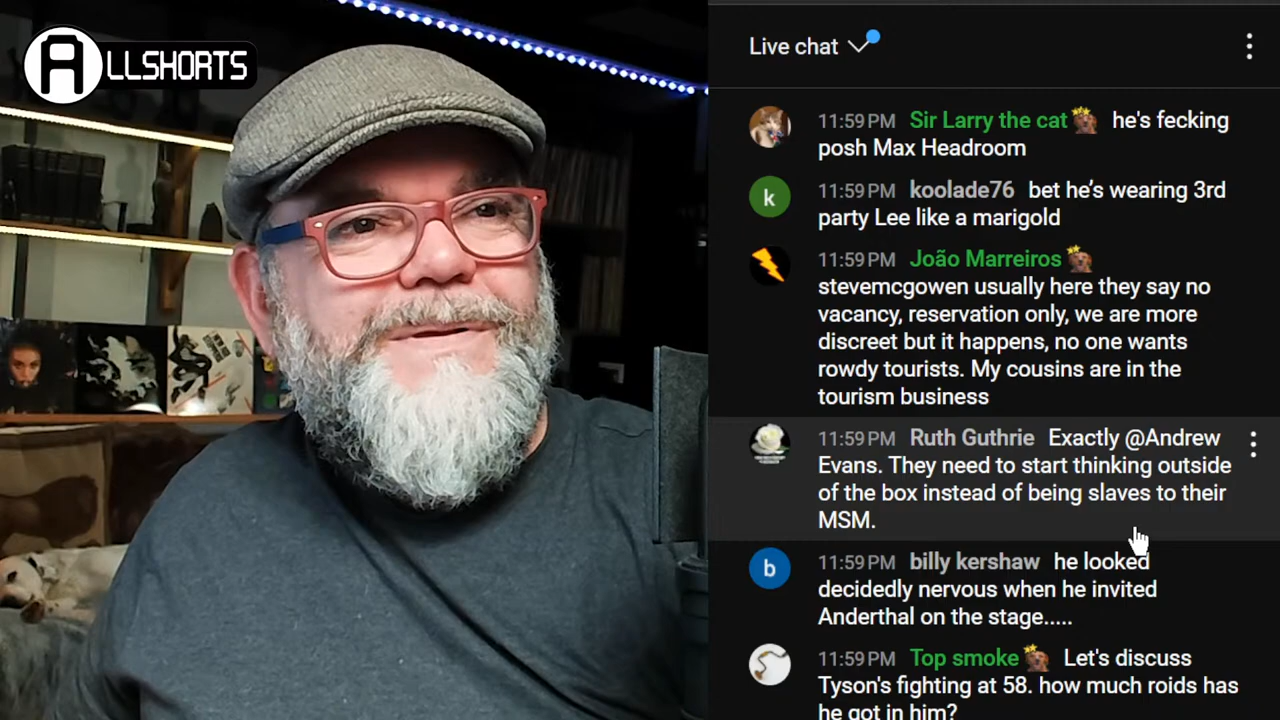 ALLSHORTS
Live chat
11:59 PM Sir Larry the cat he's fecking
posh Max Headroom
k
11:59 PM koolade76 bet he's wearing 3rd
party Lee like a marigold
11:59 PM João Marreiros
stevemcgowen usually here they say no
vacancy, reservation only, we are more
discreet but it happens, no one wants
rowdy tourists. My cousins are in the
tourism business
11:59 PM Ruth Guthrie Exactly @Andrew
Evans. They need to start thinking outside
of the box instead of being slaves to their
MSM.
b
11:59 PM billy kershaw he looked
decidedly nervous when he invited
Anderthal on the stage.....
11:59 PM Top smoke Let's discuss
Tyson's fighting at 58. how much roids has
he got in him?